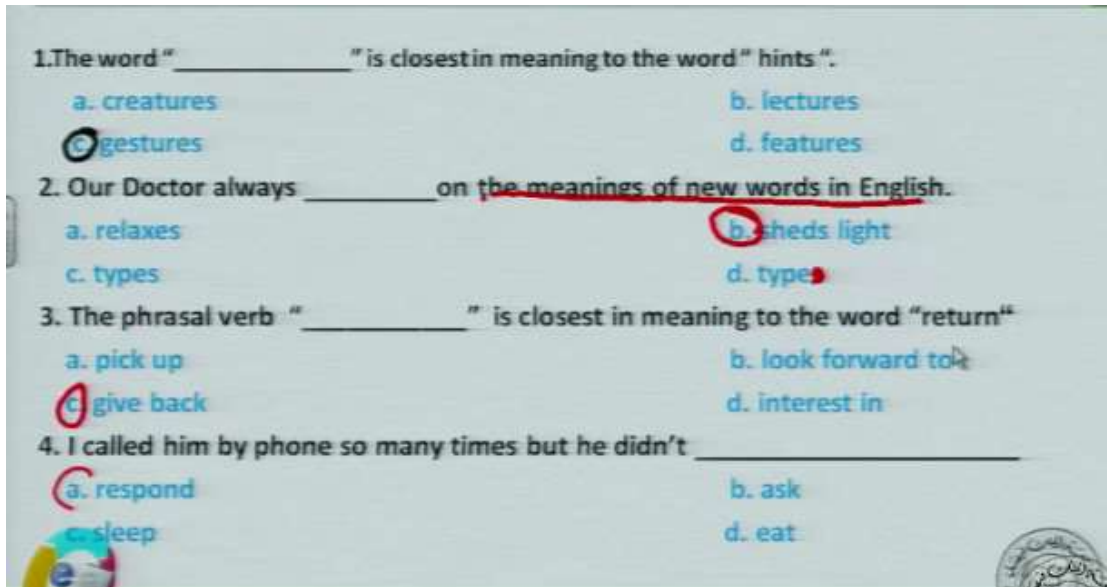 1.The word “____________” is closest in meaning to the word “ hints “.
a. creatures b. lectures
c. gestures d. features
2. Our Doctor always _________on the meanings of new words in English.
a. relaxes b. sheds light
c. types d. types
3. The phrasal verb “___________” is closest in meaning to the word “return“
a. pick up b. look forward to
c. give back d. interest in
4. I called him by phone so many times but he didn’t ______________________
a. respond b. ask
c. sleep d. eat
e